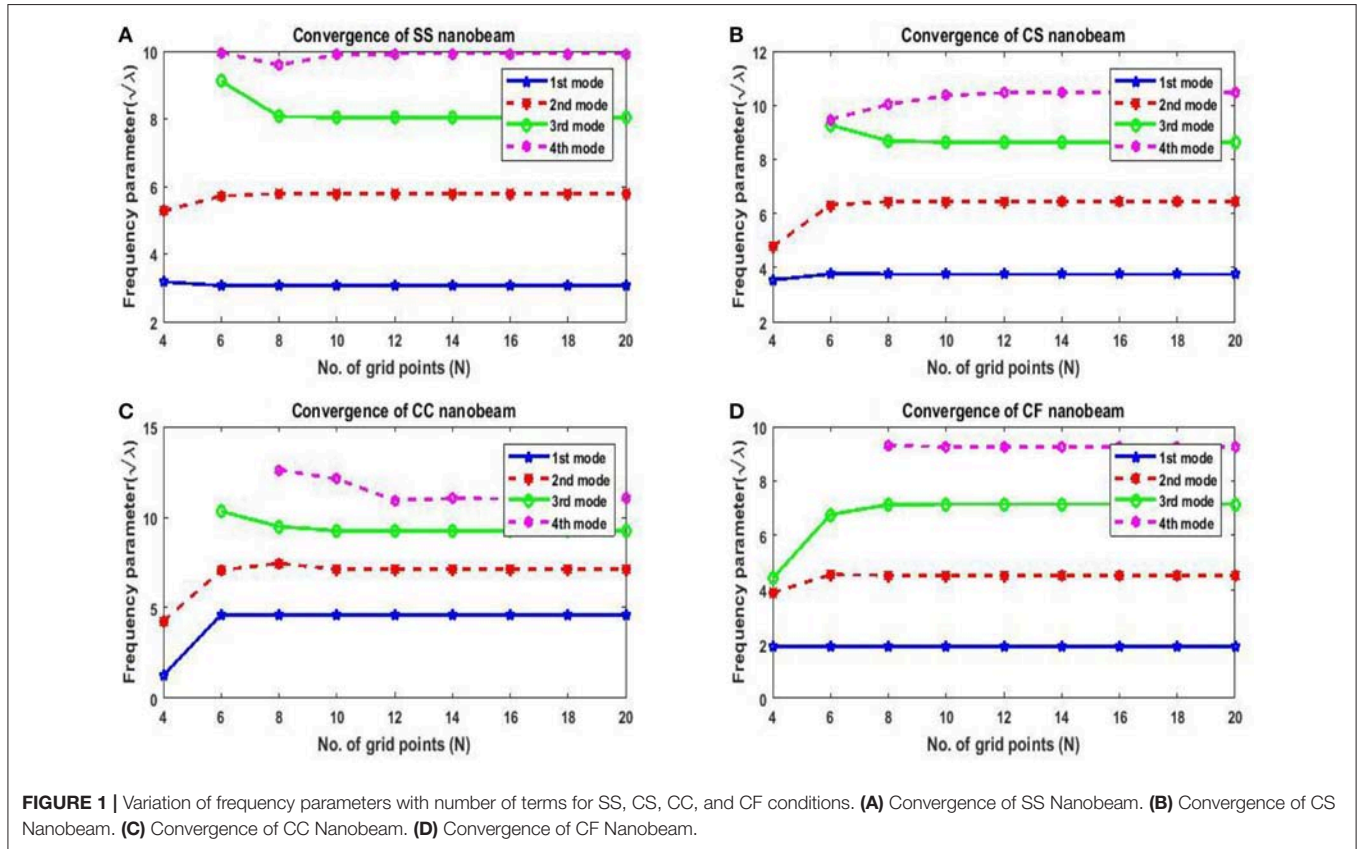 A
Convergence of SS nanobeam
Frequency parameter(√λ)
10
8
6
4
2
4 6 8 10 12 14 16 18 20
No. of grid points (N)
1st mode
2nd mode
3rd mode
4th mode
B
Convergence of CS nanobeam
Frequency parameter(√λ)
12
10
8
6
4
2
4 6 8 10 12 14 16 18 20
No. of grid points (N)
1st mode
2nd mode
3rd mode
4th mode
C
Convergence of CC nanobeam
Frequency parameter(√λ)
15
10
5
0
4 6 8 10 12 14 16 18 20
No. of grid points (N)
1st mode
2nd mode
3rd mode
4th mode
D
Convergence of CF nanobeam
Frequency parameter(√λ)
10
8
6
4
2
0
4 6 8 10 12 14 16 18 20
No. of grid points (N)
1st mode
2nd mode
3rd mode
4th mode
FIGURE 1 | Variation of frequency parameters with number of terms for SS, CS, CC, and CF conditions. (A) Convergence of SS Nanobeam. (B) Convergence of CS
Nanobeam. (C) Convergence of CC Nanobeam. (D) Convergence of CF Nanobeam.